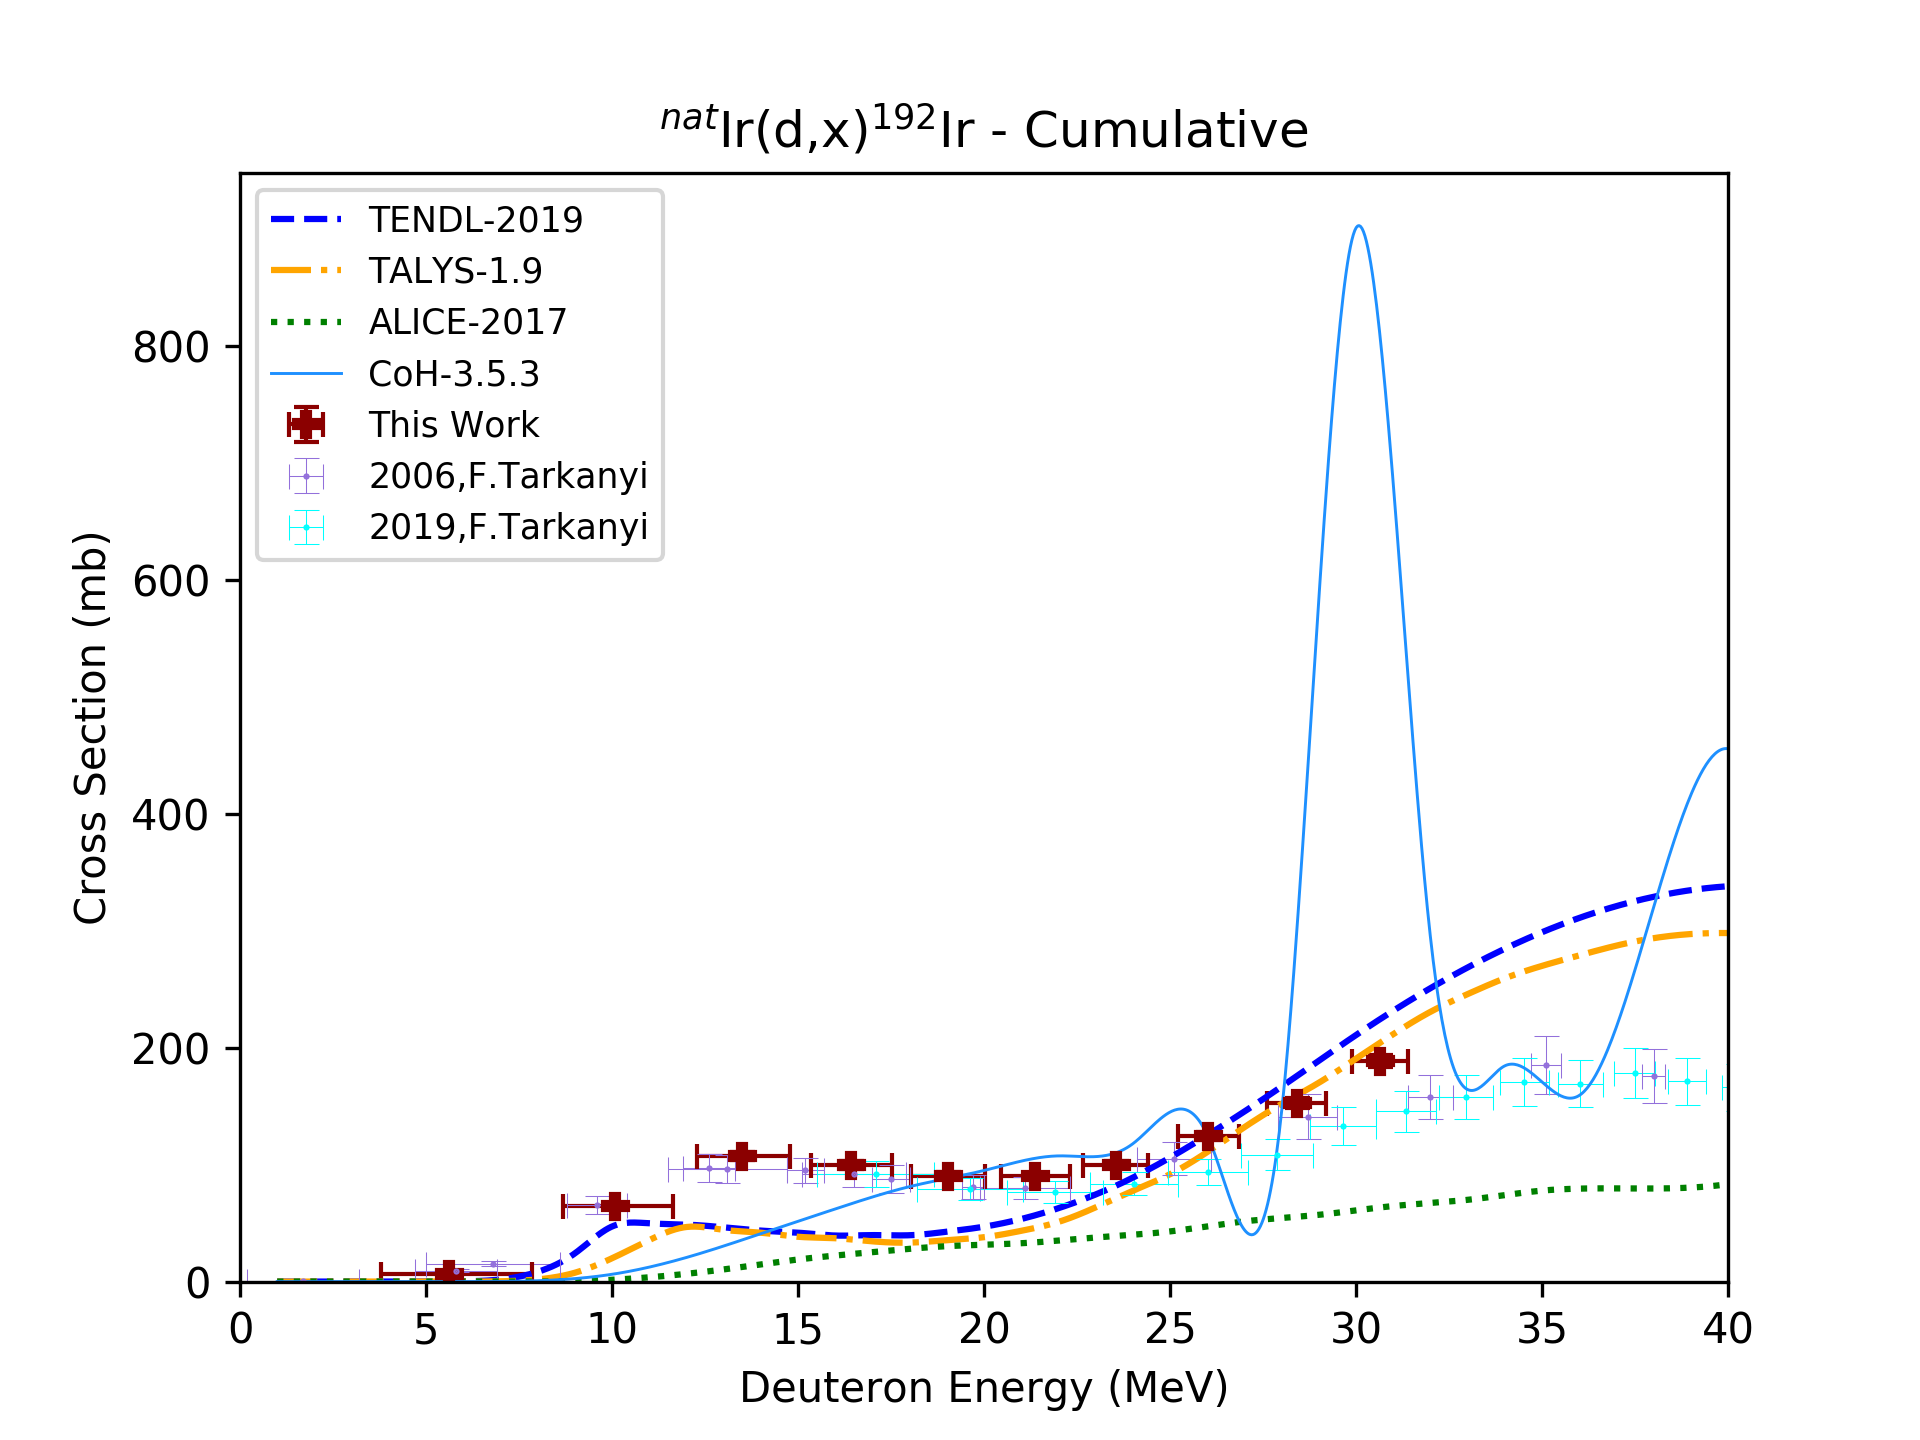 natIr(d,x)192Ir - Cumulative
TENDL-2019
TALYS-1.9
ALICE-2017
CoH-3.5.3
This Work
2006,F.Tarkanyi
2019,F.Tarkanyi
Cross Section (mb)
800
600
400
200
0
0 5 10 15 20 25 30 35 40
Deuteron Energy (MeV)